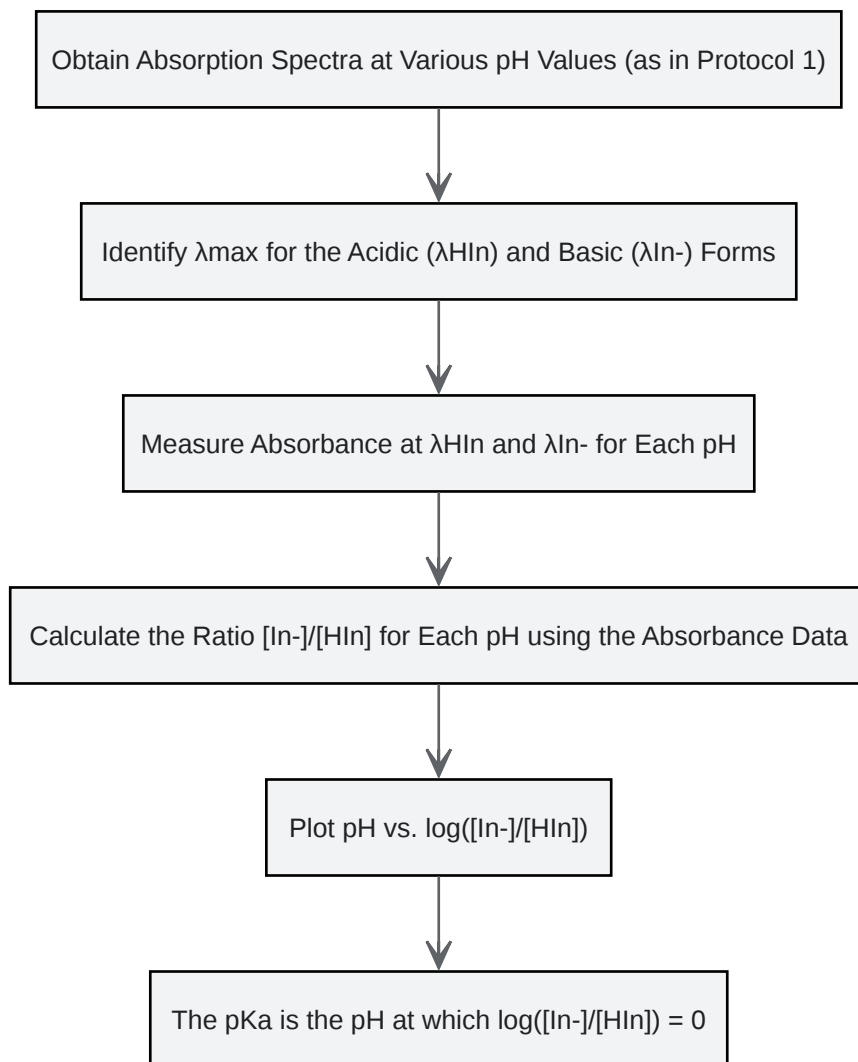 Obtain Absorption Spectra at Various pH Values (as in Protocol 1)
Identify λmax for the Acidic (λHIn) and Basic (λIn-) Forms
Measure Absorbance at λHIn and λIn- for Each pH
Calculate the Ratio [In-]/[HIn] for Each pH using the Absorbance Data
Plot pH vs. log([In-]/[HIn])
The pKa is the pH at which log([In-]/[HIn]) = 0